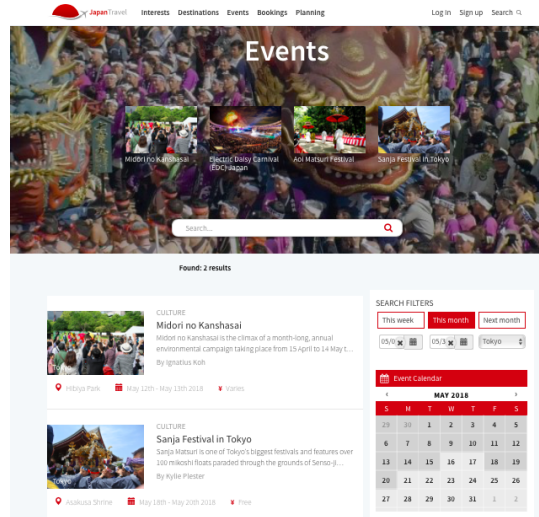 JapanTravel Interests Destinations Events Bookings Planning Log In Sign up Search
Events
Midori no Kanshasai
Electric Daisy Carnival (EDC) Japan
Aoi Matsuri Festival
Sanja Festival in Tokyo
Search...
Found: 2 results
CULTURE
Midori no Kanshasai
Midori no Kanshasai is the climax of a month-long, annual
environmental campaign taking place from 15 April to 14 May t...
By Ignatius Koh
Tokyo
Hibiya Park May 12th - May 13th 2018 ¥ Varies
CULTURE
Sanja Festival in Tokyo
Sanja Matsuri is one of Tokyo's biggest festivals and features over
100 mikoshi floats paraded through the grounds of Senso-ji...
By Kylie Plester
Tokyo
Asakusa Shrine May 18th - May 20th 2018 ¥ Free
SEARCH FILTERS
This week This month Next month
05/0 05/3 Tokyo
Event Calendar
‹ MAY 2018 ›
S M T W T F S
29 30 1 2 3 4 5
6 7 8 9 10 11 12
13 14 15 16 17 18 19
20 21 22 23 24 25 26
27 28 29 30 31 1 2